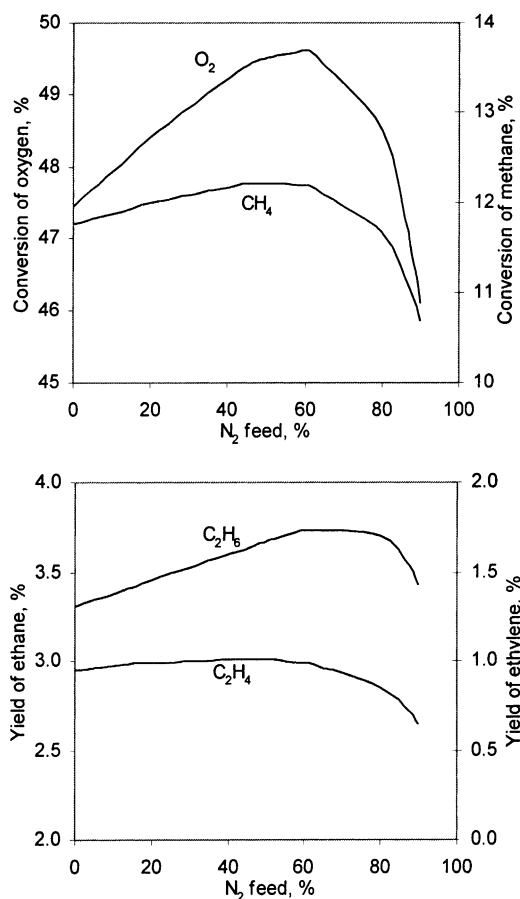 50
49
48
47
46
45
Conversion of oxygen, %
14
13
12
11
10
Conversion of methane, %
O₂
CH₄
0 20 40 60 80 100
N₂ feed, %
4.0
3.5
3.0
2.5
2.0
Yield of ethane, %
2.0
1.5
1.0
0.5
0.0
Yield of ethylene, %
C₂H₆
C₂H₄
0 20 40 60 80 100
N₂ feed, %